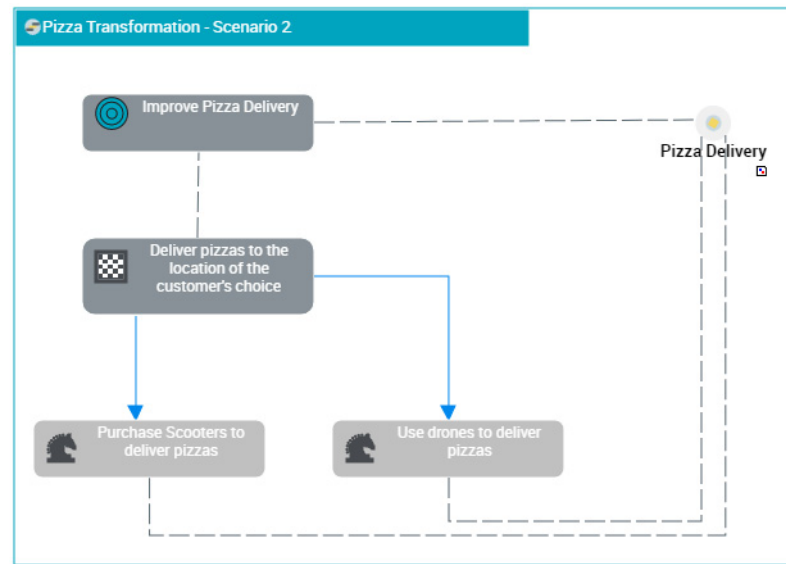 Pizza Transformation - Scenario 2
Improve Pizza Delivery
Pizza Delivery
Deliver pizzas to the
location of the
customer's choice
Purchase Scooters to
deliver pizzas
Use drones to deliver
pizzas